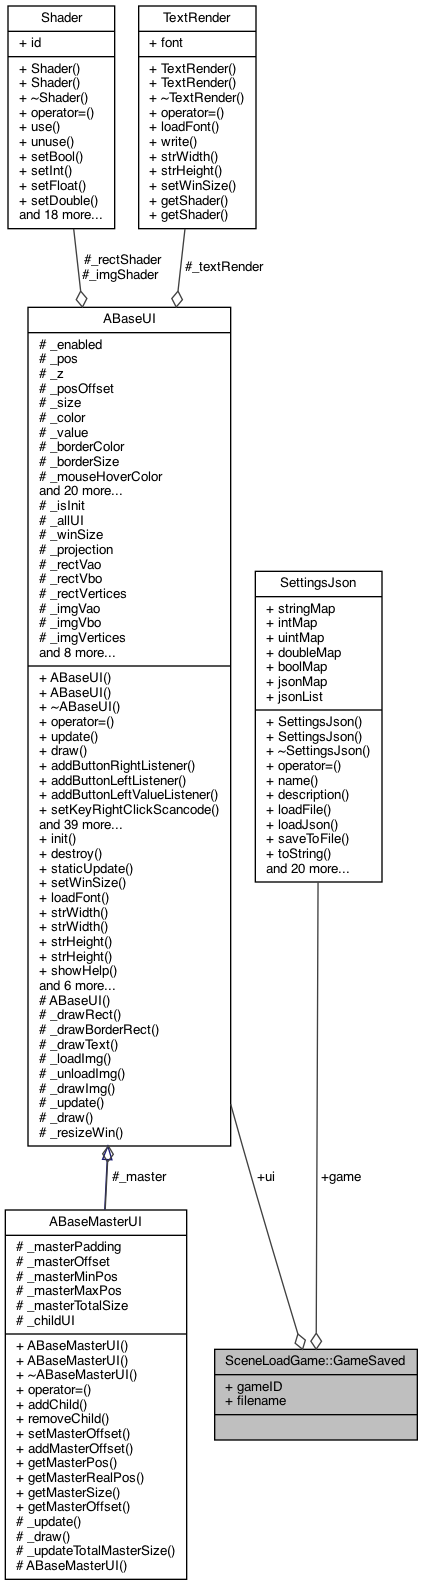 Shader
+ id
+ Shader()
+ Shader()
+ ~Shader()
+ operator=()
+ use()
+ unuse()
+ setBool()
+ setInt()
+ setFloat()
+ setDouble()
and 18 more...
TextRender
+ font
+ TextRender()
+ TextRender()
+ ~TextRender()
+ operator=()
+ loadFont()
+ write()
+ strWidth()
+ strHeight()
+ setWinSize()
+ getShader()
+ getShader()
#_rectShader
#_imgShader
#_textRender
ABaseUI
# _enabled
# _pos
# _z
# _posOffset
# _size
# _color
# _value
# _borderColor
# _borderSize
# _mouseHoverColor
and 20 more...
# _isInit
# _allUI
# _winSize
# _projection
# _rectVao
# _rectVbo
# _rectVertices
# _imgVao
# _imgVbo
# _imgVertices
and 8 more...
+ ABaseUI()
+ ABaseUI()
+ ~ABaseUI()
+ operator=()
+ update()
+ draw()
+ addButtonRightListener()
+ addButtonLeftListener()
+ addButtonLeftValueListener()
+ setKeyRightClickScancode()
and 39 more...
+ init()
+ destroy()
+ staticUpdate()
+ setWinSize()
+ loadFont()
+ strWidth()
+ strWidth()
+ strHeight()
+ strHeight()
+ showHelp()
and 6 more...
# ABaseUI()
# _drawRect()
# _drawBorderRect()
# _drawText()
# _loadImg()
# _unloadImg()
# _drawImg()
# _update()
# _draw()
# _resizeWin()
SettingsJson
+ stringMap
+ intMap
+ uintMap
+ doubleMap
+ boolMap
+ jsonMap
+ jsonList
+ SettingsJson()
+ SettingsJson()
+ ~SettingsJson()
+ operator=()
+ name()
+ description()
+ loadFile()
+ loadJson()
+ saveToFile()
+ toString()
and 20 more...
#_master
+ui
+game
ABaseMasterUI
# _masterPadding
# _masterOffset
# _masterMinPos
# _masterMaxPos
# _masterTotalSize
# _childUI
+ ABaseMasterUI()
+ ABaseMasterUI()
+ ~ABaseMasterUI()
+ operator=()
+ addChild()
+ removeChild()
+ setMasterOffset()
+ addMasterOffset()
+ getMasterPos()
+ getMasterRealPos()
+ getMasterSize()
+ getMasterOffset()
# _update()
# _draw()
# _updateTotalMasterSize()
# ABaseMasterUI()
SceneLoadGame::GameSaved
+ gameID
+ filename